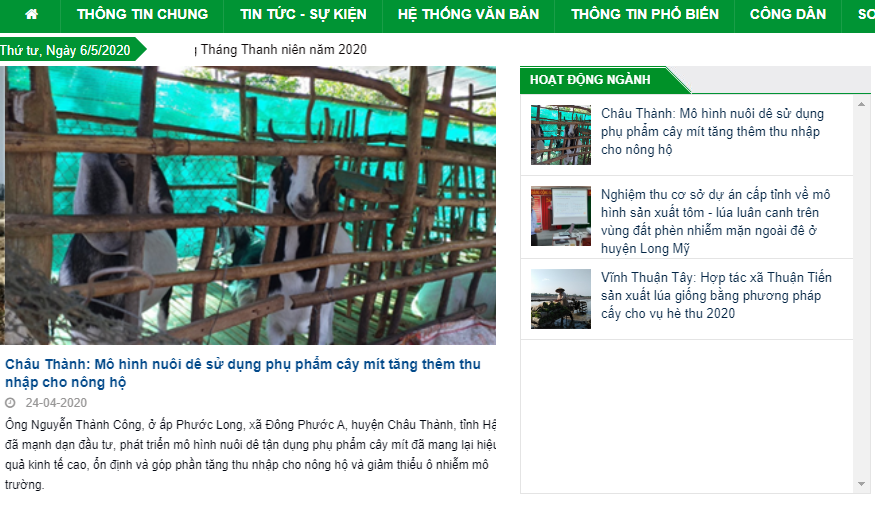 THÔNG TIN CHUNG TIN TỨC - SỰ KIỆN HỆ THỐNG VĂN BẢN THÔNG TIN PHỔ BIẾN CÔNG DÂN
Thứ tư, Ngày 6/5/2020 Tháng Thanh niên năm 2020
Châu Thành: Mô hình nuôi dê sử dụng phụ phẩm cây mít tăng thêm thu
nhập cho nông hộ
24-04-2020
Ông Nguyễn Thành Công, ở ấp Phước Long, xã Đông Phước A, huyện Châu Thành, tỉnh
đã mạnh dạn đầu tư, phát triển mô hình nuôi dê tận dụng phụ phẩm cây mít đã mang lại hiệu
quả kinh tế cao, ổn định và góp phần tăng thu nhập cho nông hộ và giảm thiểu ô nhiễm mô
trường.
HOẠT ĐỘNG NGÀNH
Châu Thành: Mô hình nuôi dê sử dụng
phụ phẩm cây mít tăng thêm thu nhập
cho nông hộ
Nghiệm thu cơ sở dự án cấp tỉnh về mô
hình sản xuất tôm - lúa luân canh trên
vùng đất phèn nhiễm mặn ngoài đê ở
huyện Long Mỹ
Vĩnh Thuận Tây: Hợp tác xã Thuận Tiến
sản xuất lúa giống bằng phương pháp
cấy cho vụ hè thu 2020